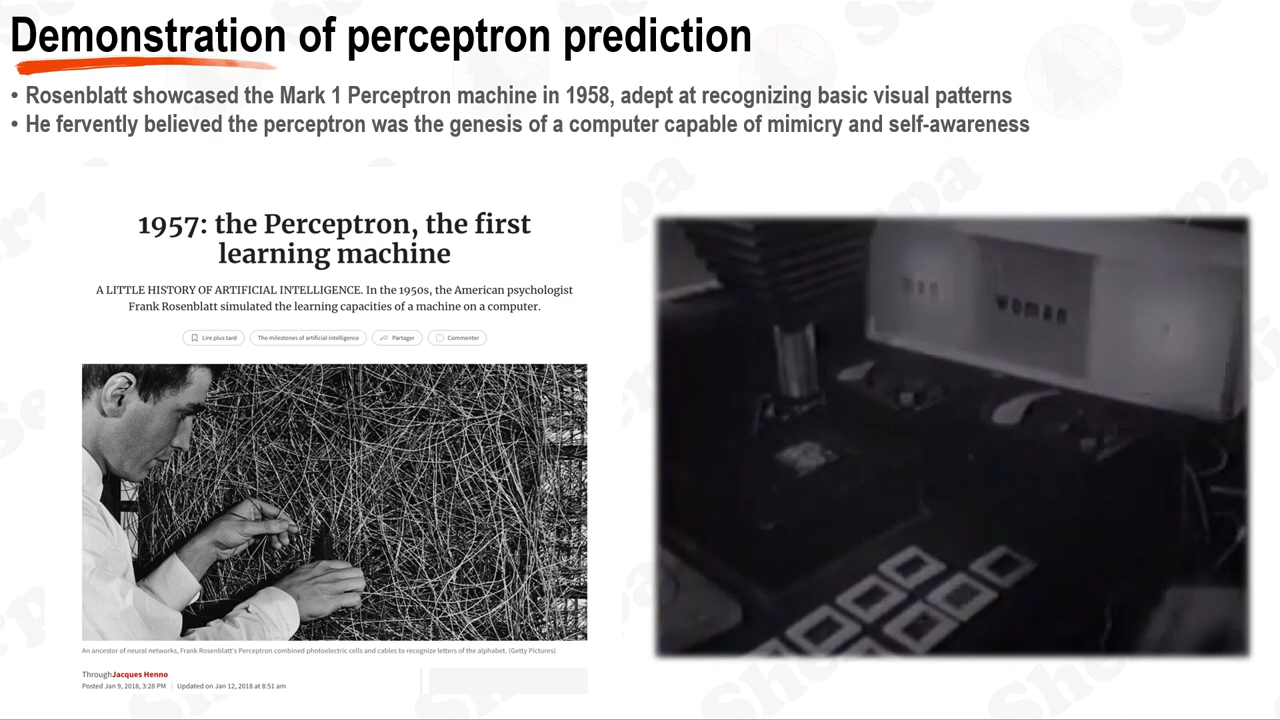 Demonstration of perceptron prediction
• Rosenblatt showcased the Mark 1 Perceptron machine in 1958, adept at recognizing basic visual patterns
• He fervently believed the perceptron was the genesis of a computer capable of mimicry and self-awareness
1957: the Perceptron, the first
learning machine
A LITTLE HISTORY OF ARTIFICIAL INTELLIGENCE. In the 1950s, the American psychologist
Frank Rosenblatt simulated the learning capacities of a machine on a computer.
Lire plus tard The milestones of artificial intelligence Partager Commenter
An ancestor of neural networks, Frank Rosenblatt's Perceptron combined photoelectric cells and cables to recognize letters of the alphabet. (Getty Pictures)
ThroughJacques Henno
Posted Jan 9, 2018, 3:28 PM | Updated on Jan 12, 2018 at 8:51 am
woman